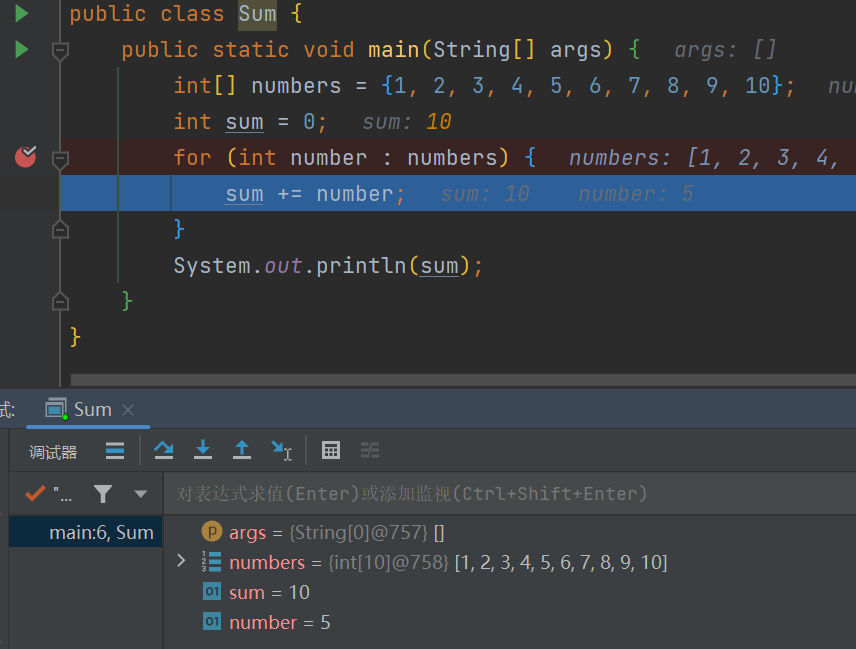 public class Sum {
public static void main(String[] args) { args: []
int[] numbers = {1, 2, 3, 4, 5, 6, 7, 8, 9, 10};
int sum = 0; sum: 10
for (int number : numbers) { numbers: [1, 2, 3, 4,
sum += number; sum: 10 number: 5
}
System.out.println(sum);
}
}
试: Sum
调试器
"...
对表达式求值(Enter)或添加监视(Ctrl+Shift+Enter)
main:6, Sum
p args = {String[0]@757} []
numbers = {int[10]@758} [1, 2, 3, 4, 5, 6, 7, 8, 9, 10]
01 sum = 10
01 number = 5